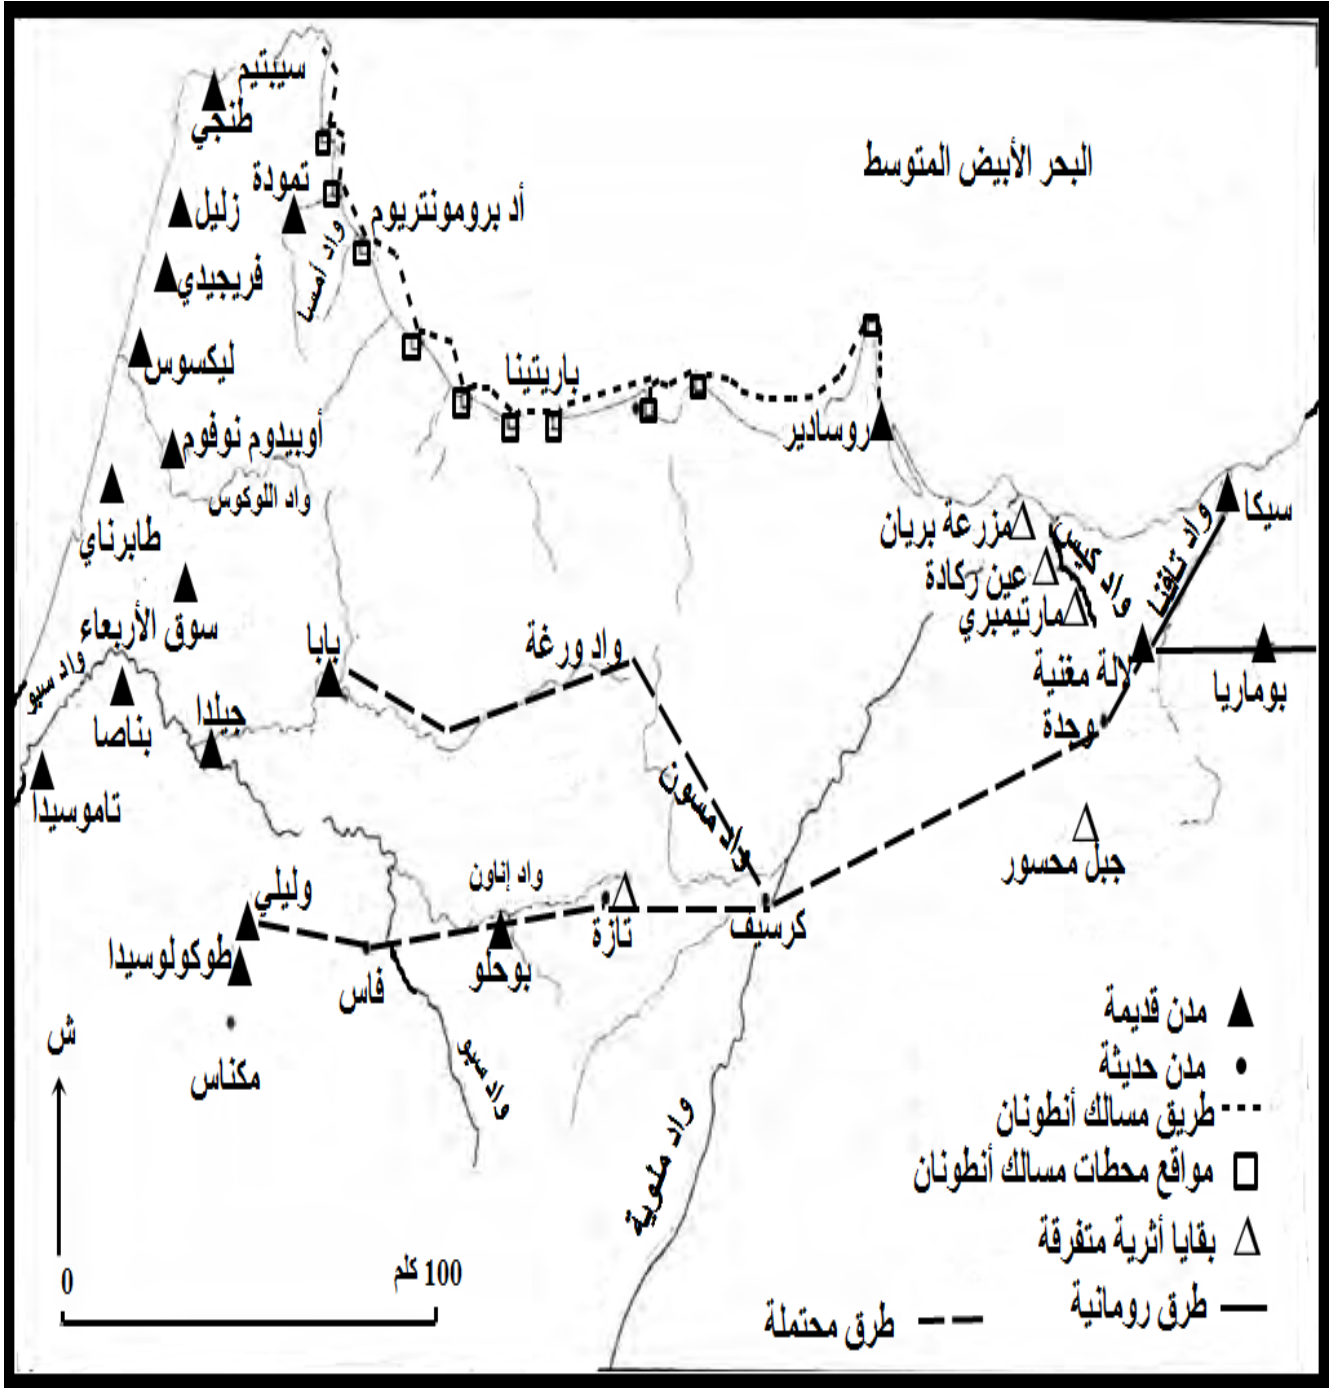 سيبتيم
طنجي
البحر الأبيض المتوسط
تمودة
زليل
أد برومونتريوم
واد أمسا
فريجيدي
ليكسوس
باريتينا
روسادير
أوبيدوم نوفوم
واد اللوكوس
سيكا
طابرناي
مزرعة بريان
واد كيس
واد تافنا
عين ركادة
مارتيمبري
سوق الأربعاء
بابا
واد ورغة
لالة مغنية
بوماريا
واد سبو
بناصا
جيلدا
وجدة
تاموسيدا
واد مسون
جبل محسور
واد إناون
وليلي
تازة
كرسيف
طوكولوسيدا
فاس
بوحلو
مدن قديمة
ش
مدن حديثة
مكناس
واد سبو
طريق مسالك أنطونان
واد ملوية
مواقع محطات مسالك أنطونان
بقايا أثرية متفرقة
0
100 كلم
طرق رومانية
طرق محتملة